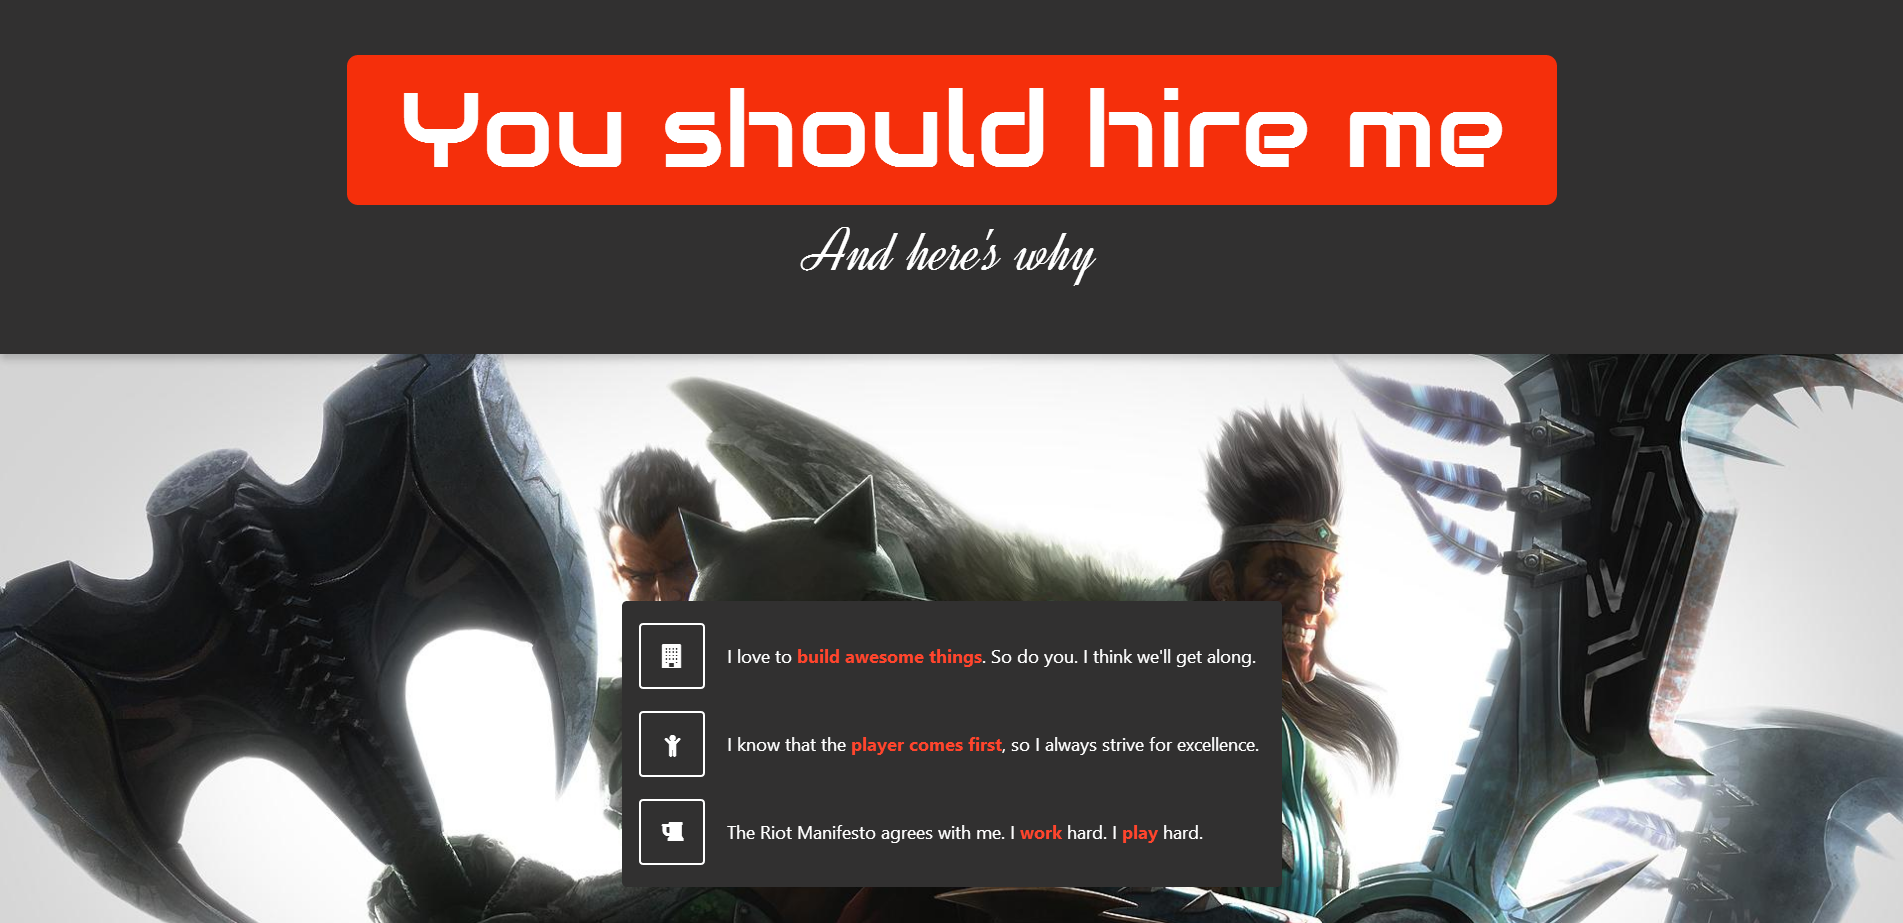 You should hire me
And here's why
I love to build awesome things. So do you. I think we'll get along.
I know that the player comes first, so I always strive for excellence.
The Riot Manifesto agrees with me. I work hard. I play hard.